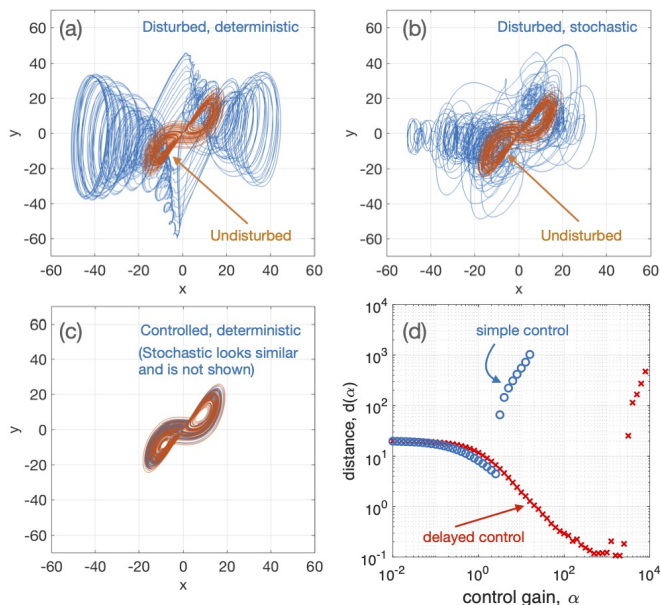 (a)
Disturbed, deterministic
Undisturbed
60
40
20
0
-20
-40
-60
y
-60 -40 -20 0 20 40 60
x
(b)
Disturbed, stochastic
Undisturbed
60
40
20
0
-20
-40
-60
y
-60 -40 -20 0 20 40 60
x
(c)
Controlled, deterministic
(Stochastic looks similar
and is not shown)
60
40
20
0
-20
-40
-60
y
-60 -40 -20 0 20 40 60
x
(d)
simple control
delayed control
10⁴
10³
10²
10¹
10⁰
10⁻¹
distance, d(α)
10⁻² 10⁰ 10² 10⁴
control gain, α